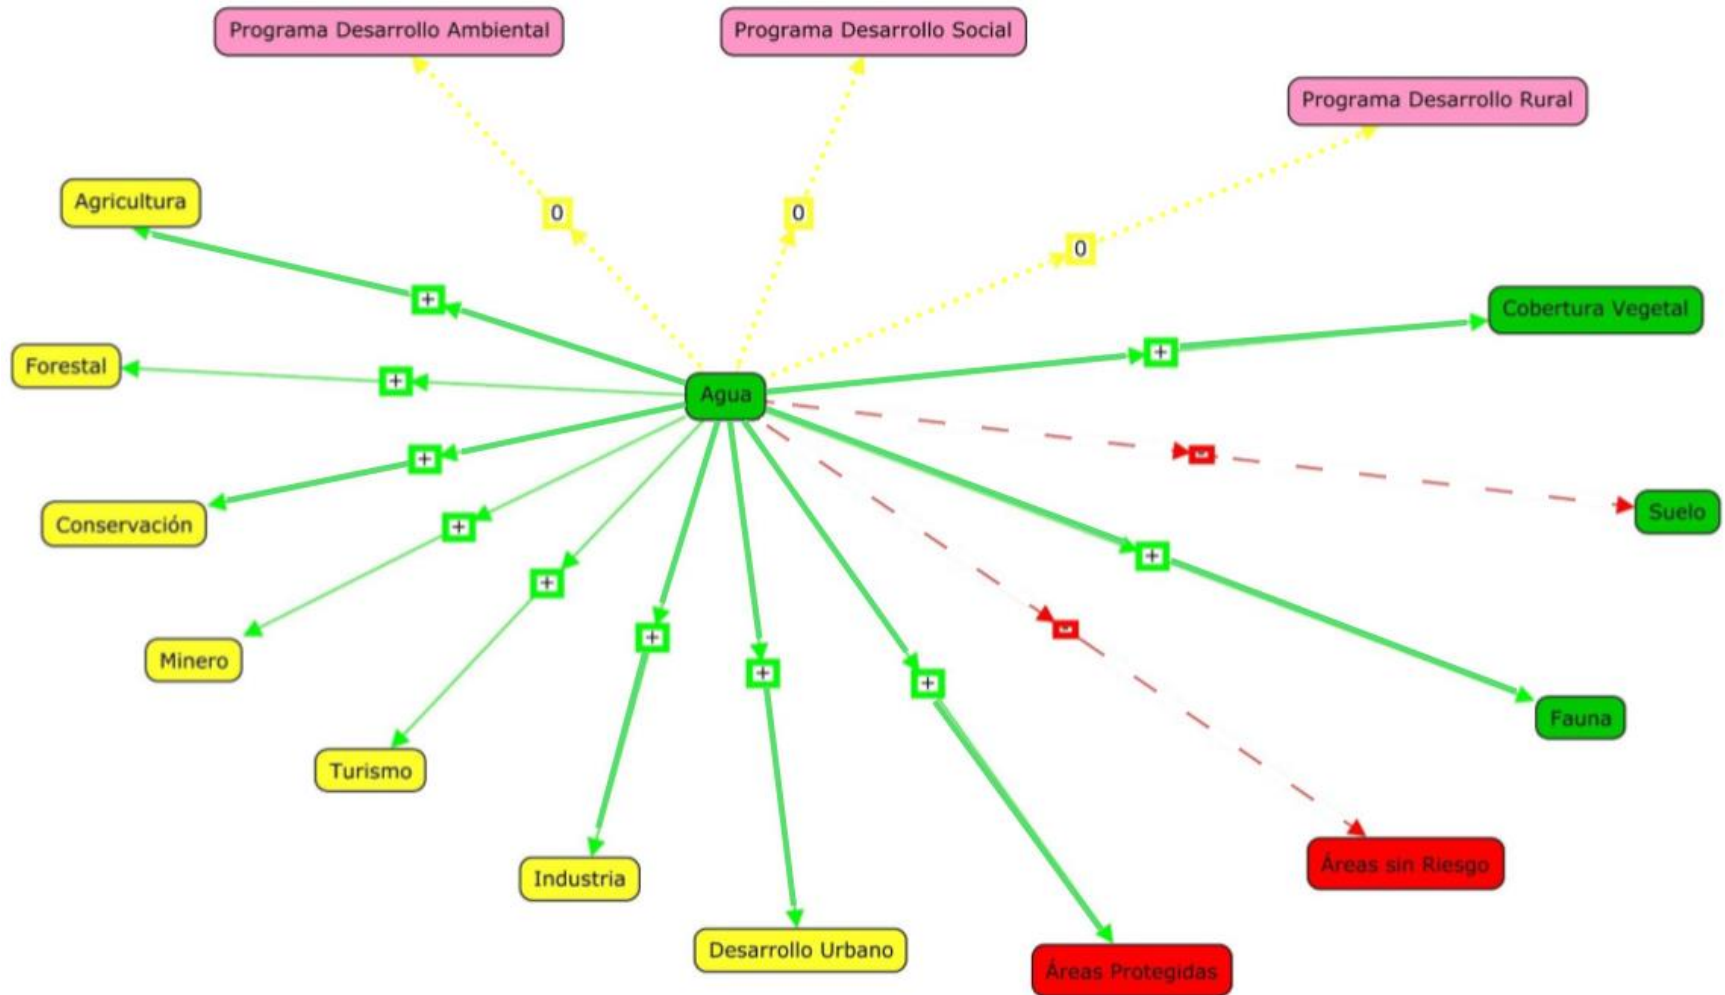 Programa Desarrollo Ambiental
Programa Desarrollo Social
Programa Desarrollo Rural
Agricultura
0
0
0
+
Cobertura Vegetal
+
Forestal
+
Agua
+
-
Conservación
Suelo
+
+
+
-
Minero
+
+
+
Fauna
Turismo
Áreas sin Riesgo
Industria
Desarrollo Urbano
Áreas Protegidas